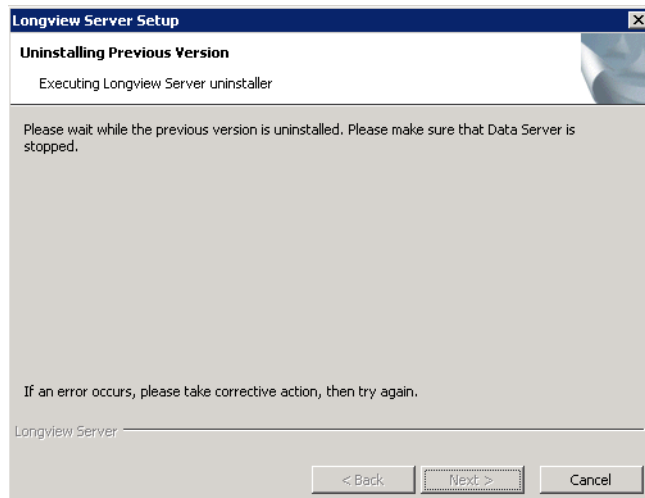 Longview Server Setup
Uninstalling Previous Version
Executing Longview Server uninstaller
Please wait while the previous version is uninstalled. Please make sure that Data Server is
stopped.
If an error occurs, please take corrective action, then try again.
Longview Server
< Back Next > Cancel